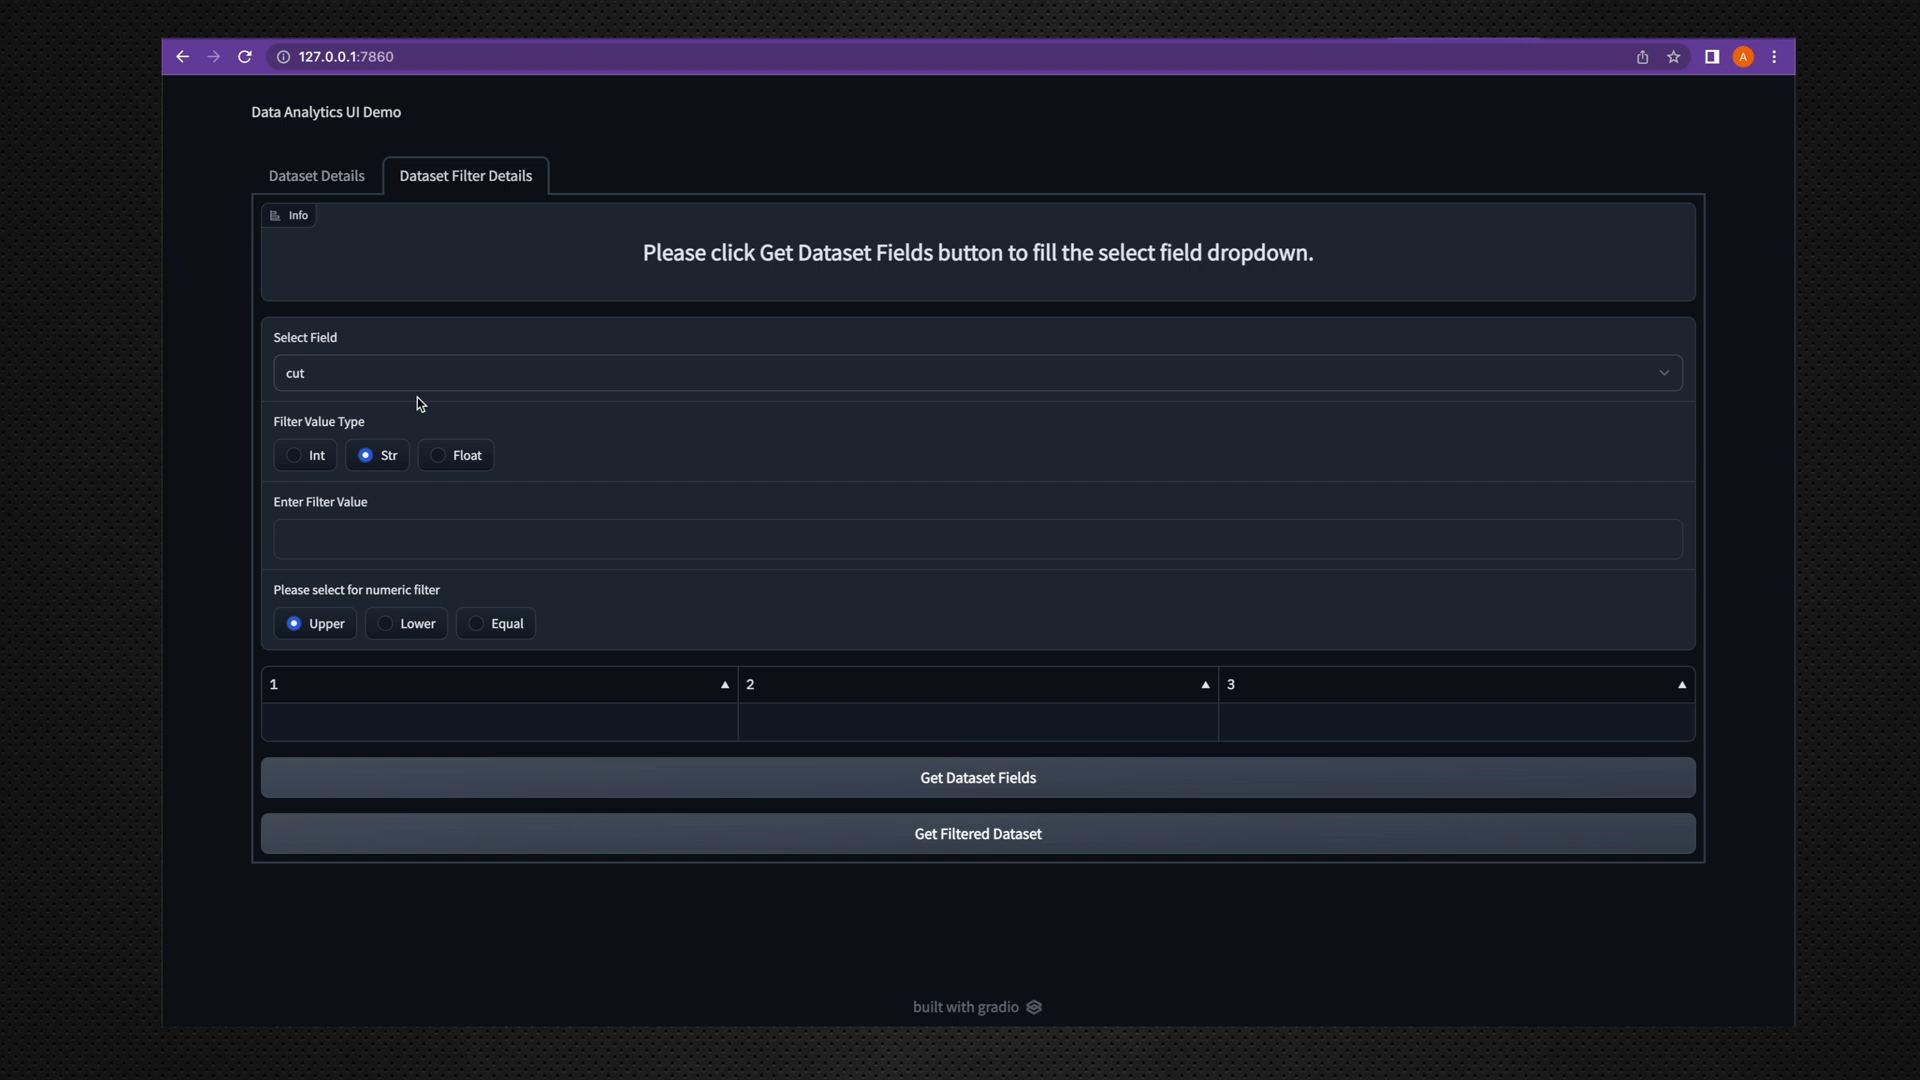 127.0.0.1:7860
A
Data Analytics UI Demo
Dataset Details
Dataset Filter Details
Info
Please click Get Dataset Fields button to fill the select field dropdown.
Select Field
cut
Filter Value Type
Int
Str
Float
Enter Filter Value
Please select for numeric filter
Upper
Lower
Equal
1
2
3
Get Dataset Fields
Get Filtered Dataset
built with gradio